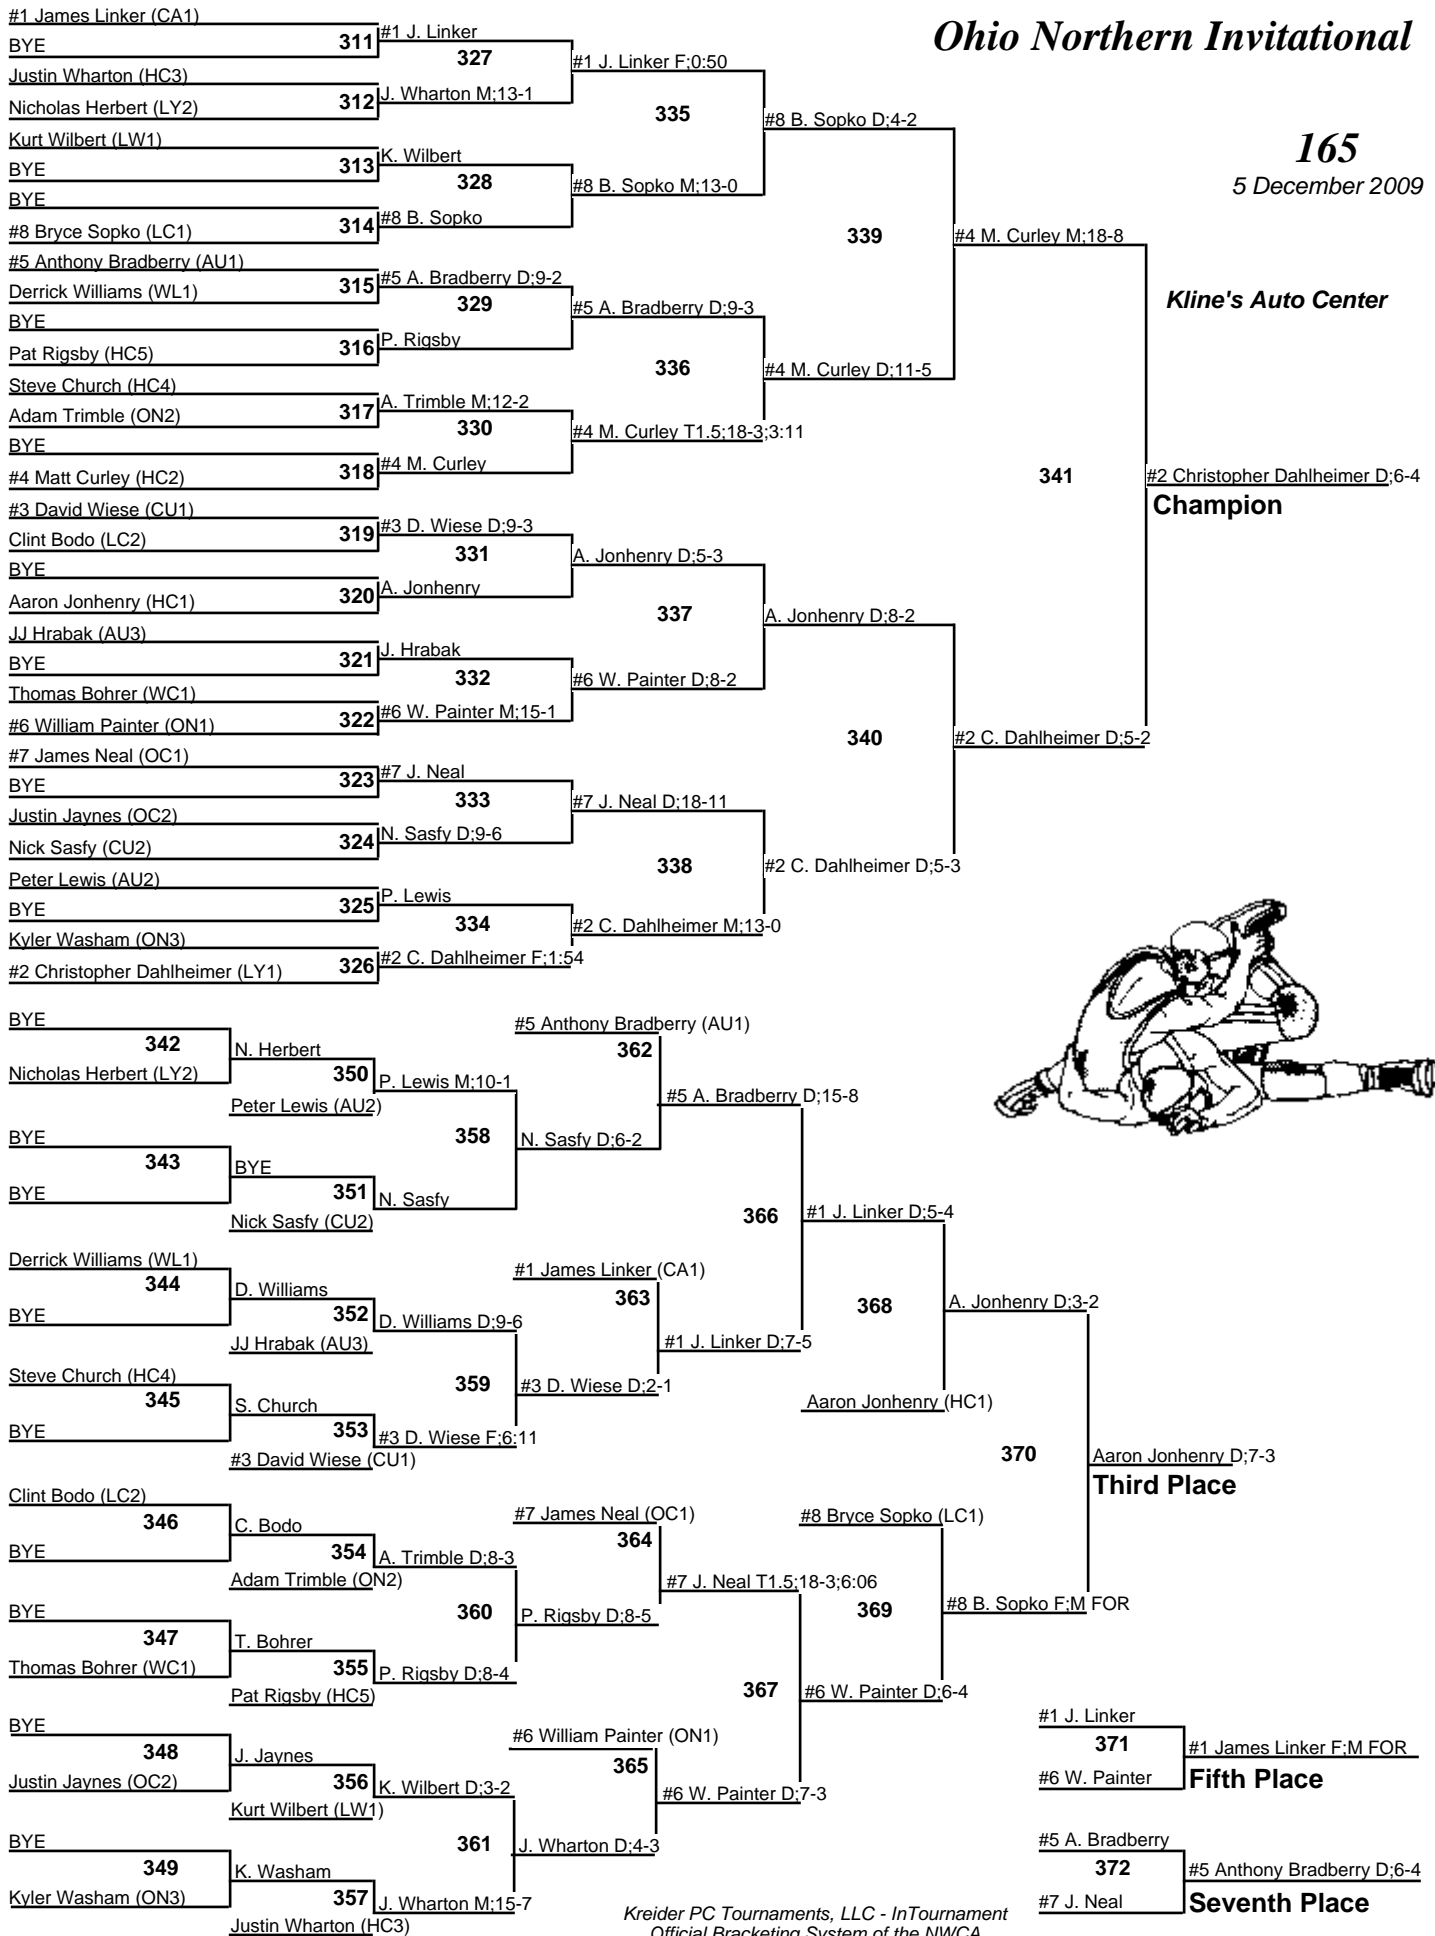 Ohio Northern Invitational
165
5 December 2009
Kline's Auto Center
#1 James Linker (CA1)
BYE
311
Justin Wharton (HC3)
Nicholas Herbert (LY2)
312
Kurt Wilbert (LW1)
BYE
313
BYE
#8 Bryce Sopko (LC1)
314
#5 Anthony Bradberry (AU1)
Derrick Williams (WL1)
315
BYE
Pat Rigsby (HC5)
316
Steve Church (HC4)
Adam Trimble (ON2)
317
BYE
#4 Matt Curley (HC2)
318
#3 David Wiese (CU1)
Clint Bodo (LC2)
319
BYE
Aaron Jonhenry (HC1)
320
JJ Hrabak (AU3)
BYE
321
Thomas Bohrer (WC1)
#6 William Painter (ON1)
322
#7 James Neal (OC1)
BYE
323
Justin Jaynes (OC2)
Nick Sasfy (CU2)
324
Peter Lewis (AU2)
BYE
325
Kyler Washam (ON3)
#2 Christopher Dahlheimer (LY1)
326
#1 J. Linker
327
J. Wharton M;13-1
K. Wilbert
328
#8 B. Sopko
#5 A. Bradberry D;9-2
329
P. Rigsby
A. Trimble M;12-2
330
#4 M. Curley
#3 D. Wiese D;9-3
331
A. Jonhenry
J. Hrabak
332
#6 W. Painter M;15-1
#7 J. Neal
333
N. Sasfy D;9-6
P. Lewis
334
#2 C. Dahlheimer F;1:54
#1 J. Linker F;0:50
335
#8 B. Sopko M;13-0
#5 A. Bradberry D;9-3
336
#4 M. Curley T1.5;18-3;3:11
A. Jonhenry D;5-3
337
#6 W. Painter D;8-2
#7 J. Neal D;18-11
338
#2 C. Dahlheimer M;13-0
#8 B. Sopko D;4-2
339
#4 M. Curley D;11-5
A. Jonhenry D;8-2
340
#2 C. Dahlheimer D;5-3
#4 M. Curley M;18-8
341
#2 C. Dahlheimer D;5-2
#2 Christopher Dahlheimer D;6-4
Champion
BYE
342
Nicholas Herbert (LY2)
BYE
343
BYE
Derrick Williams (WL1)
344
BYE
Steve Church (HC4)
345
BYE
Clint Bodo (LC2)
346
BYE
BYE
347
Thomas Bohrer (WC1)
BYE
348
Justin Jaynes (OC2)
BYE
349
Kyler Washam (ON3)
N. Herbert
350
Peter Lewis (AU2)
BYE
351
Nick Sasfy (CU2)
D. Williams
352
JJ Hrabak (AU3)
S. Church
353
#3 David Wiese (CU1)
C. Bodo
354
Adam Trimble (ON2)
T. Bohrer
355
Pat Rigsby (HC5)
J. Jaynes
356
Kurt Wilbert (LW1)
K. Washam
357
Justin Wharton (HC3)
P. Lewis M;10-1
358
N. Sasfy
D. Williams D;9-6
359
#3 D. Wiese F;6:11
A. Trimble D;8-3
360
P. Rigsby D;8-4
K. Wilbert D;3-2
361
J. Wharton M;15-7
#5 Anthony Bradberry (AU1)
362
N. Sasfy D;6-2
#1 James Linker (CA1)
363
#3 D. Wiese D;2-1
#7 James Neal (OC1)
364
P. Rigsby D;8-5
#6 William Painter (ON1)
365
J. Wharton D;4-3
#5 A. Bradberry D;15-8
366
#1 J. Linker D;7-5
#7 J. Neal T1.5;18-3;6:06
367
#6 W. Painter D;7-3
#1 J. Linker D;5-4
368
Aaron Jonhenry (HC1)
#8 Bryce Sopko (LC1)
369
#6 W. Painter D;6-4
A. Jonhenry D;3-2
370
#8 B. Sopko F;M FOR
Aaron Jonhenry D;7-3
Third Place
#1 J. Linker
371
#6 W. Painter
#1 James Linker F;M FOR
Fifth Place
#5 A. Bradberry
372
#7 J. Neal
#5 Anthony Bradberry D;6-4
Seventh Place
Kreider PC Tournaments, LLC - InTournament
Official Bracketing System of the NWCA